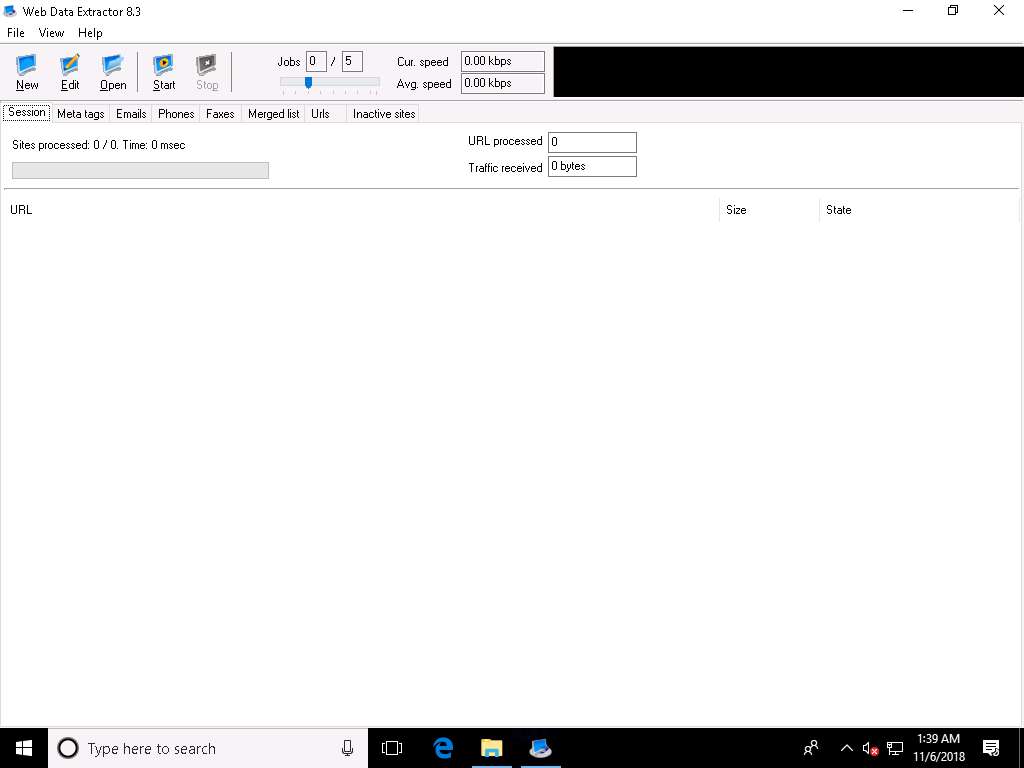 Web Data Extractor 8.3
File View Help
New Edit Open Start Stop
Jobs 0 / 5
Cur. speed 0.00 kbps
Avg. speed 0.00 kbps
Session Meta tags Emails Phones Faxes Merged list Urls Inactive sites
Sites processed: 0 / 0. Time: 0 msec
URL processed 0
Traffic received 0 bytes
URL Size State
Type here to search
1:39 AM
11/6/2018